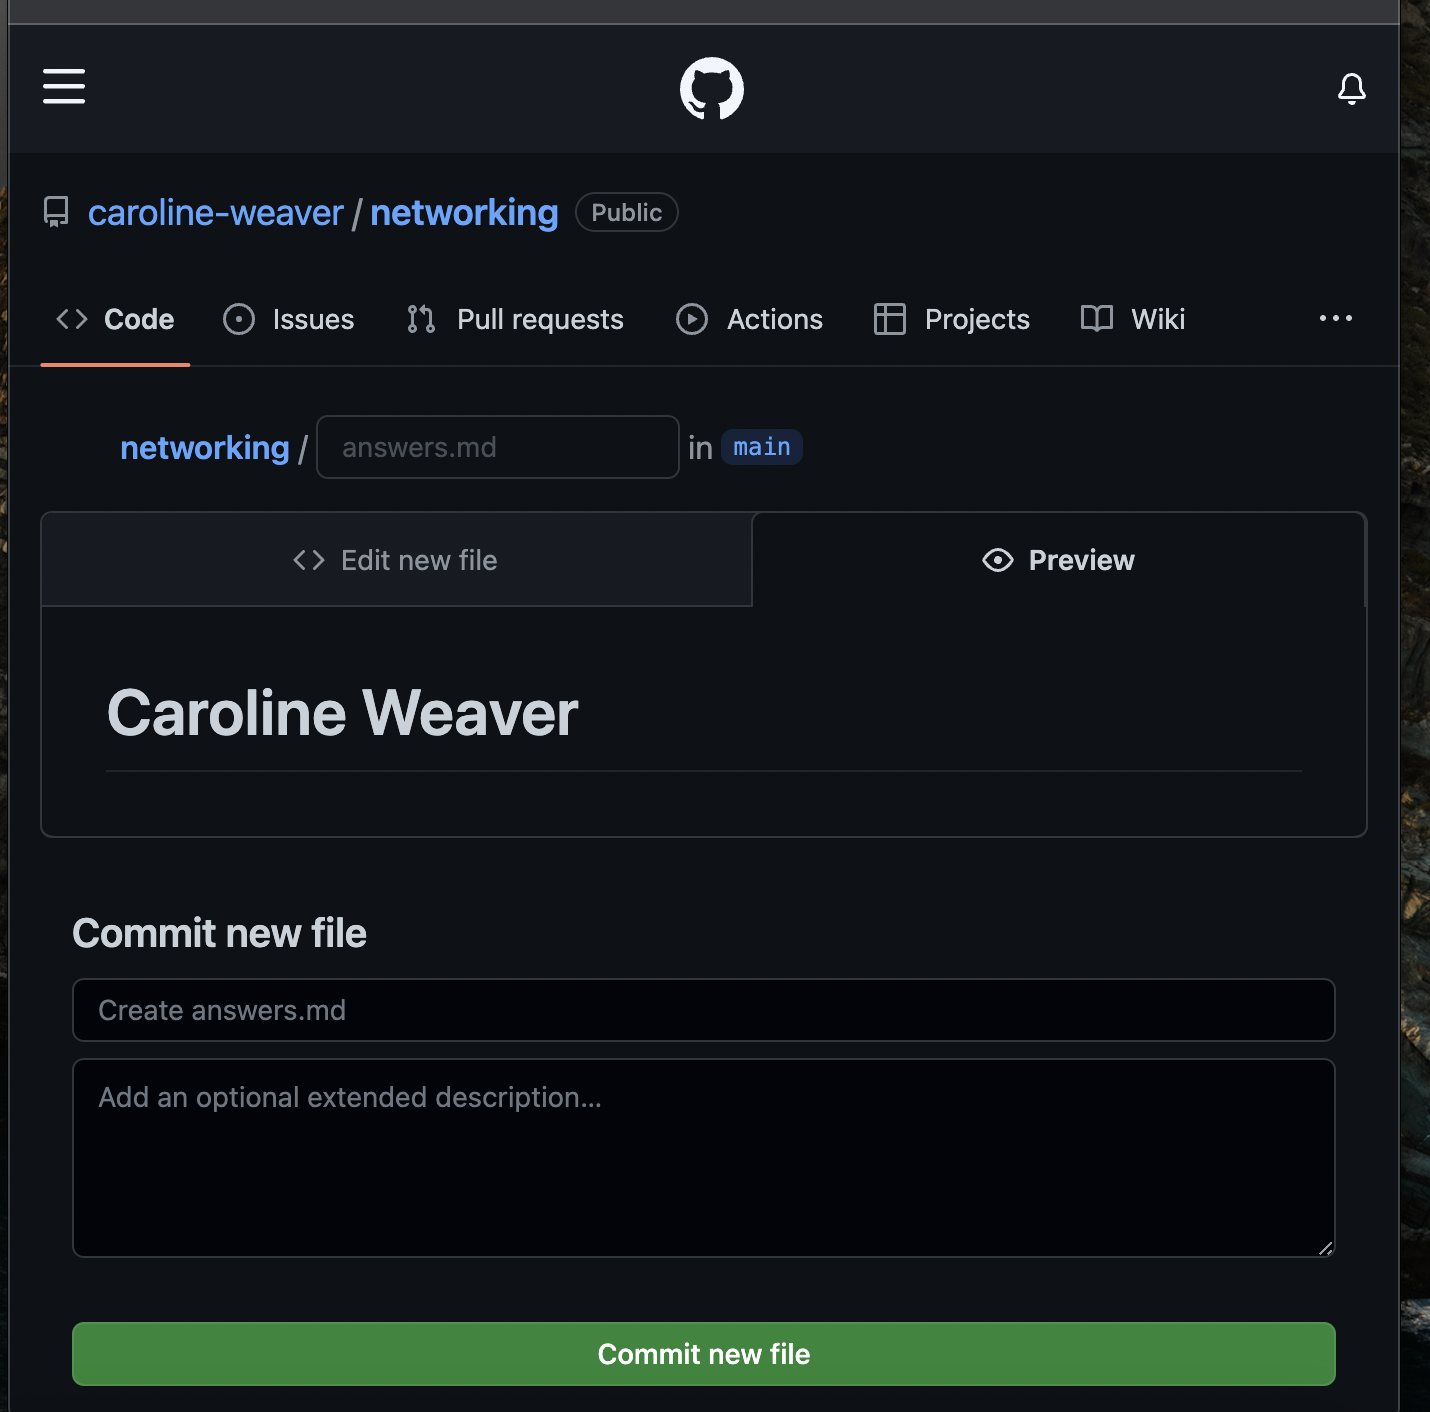 caroline-weaver / networking Public
Code Issues Pull requests Actions Projects Wiki ...
networking / answers.md in main
Edit new file Preview
Caroline Weaver
Commit new file
Create answers.md
Add an optional extended description...
Commit new file